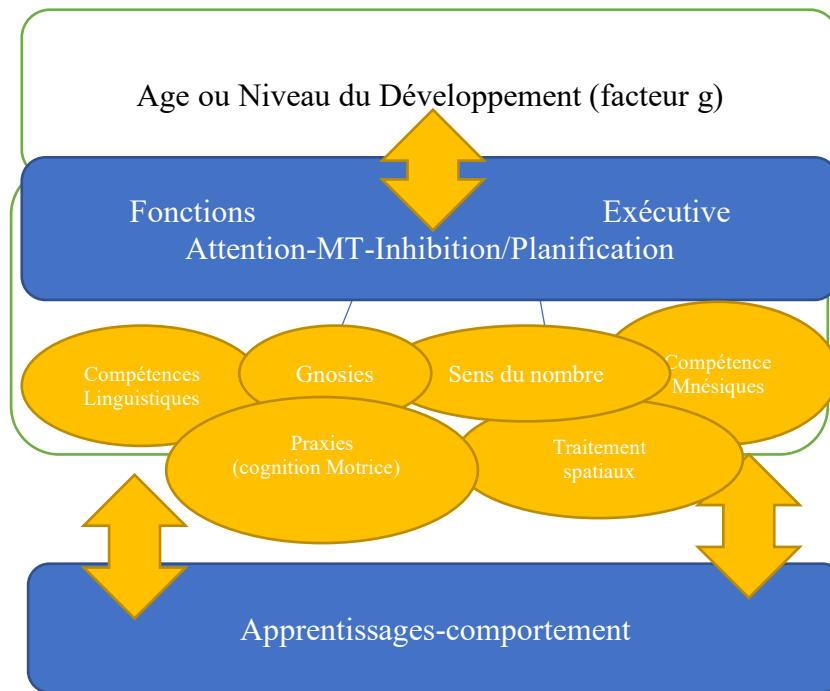 Age ou Niveau du Développement (facteur g)
Fonctions Exécutive
Attention-MT-Inhibition/Planification
Compétences
Linguistiques
Gnosies
Sens du nombre
Compétence
Mnésiques
Praxies
(cognition Motrice)
Traitement
spatiaux
Apprentissages-comportement